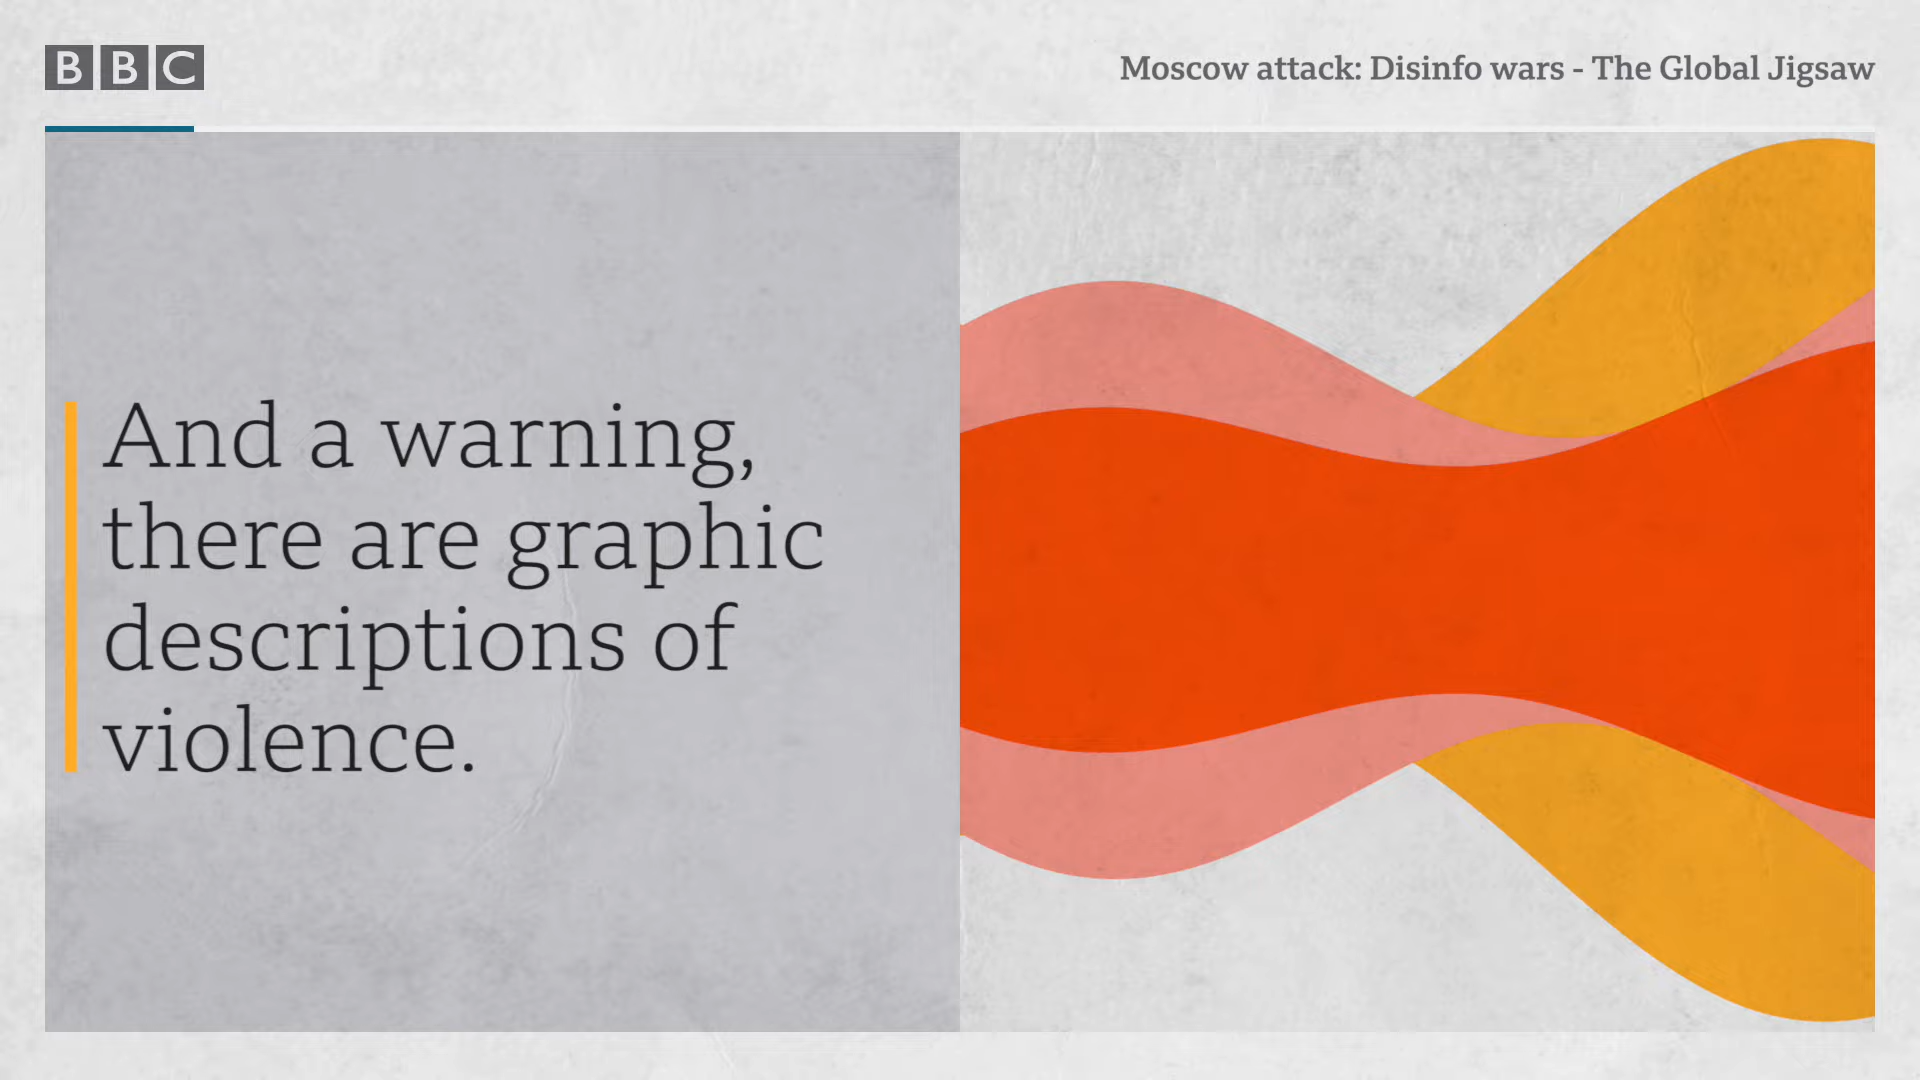 BBC
Moscow attack: Disinfo wars - The Global Jigsaw
And a warning,
there are graphic
descriptions of
violence.